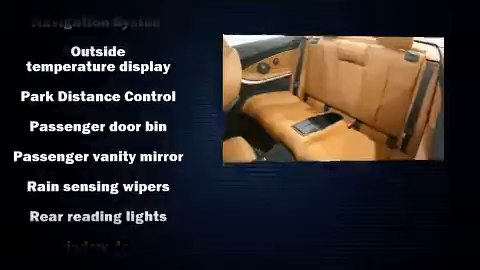 Navigation System
Outside
temperature display
Park Distance Control
Passenger door bin
Passenger vanity mirror
Rain sensing wipers
Rear reading lights